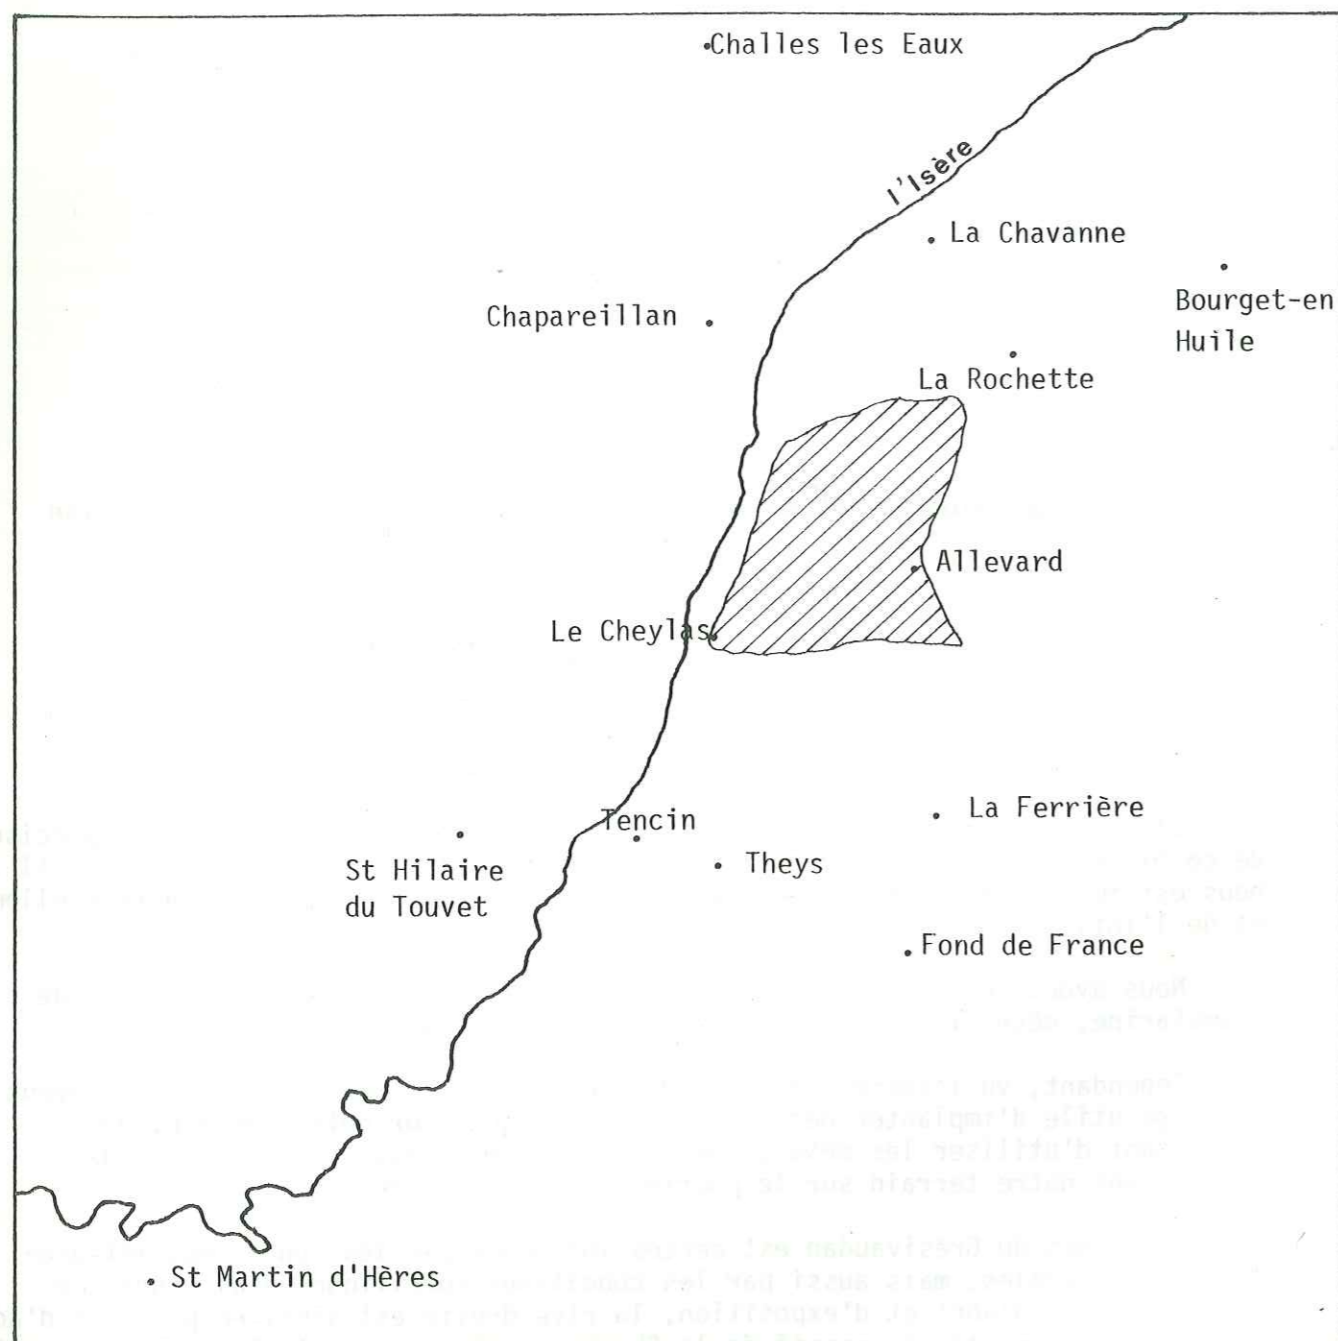 Challes les Eaux
l'Isère
La Chavanne
Bourget-en
Huile
Chapareillan
La Rochette
Allevard
Le Cheylas
La Ferrière
Tencin
Theys
St Hilaire
du Touvet
Fond de France
St Martin d'Hères